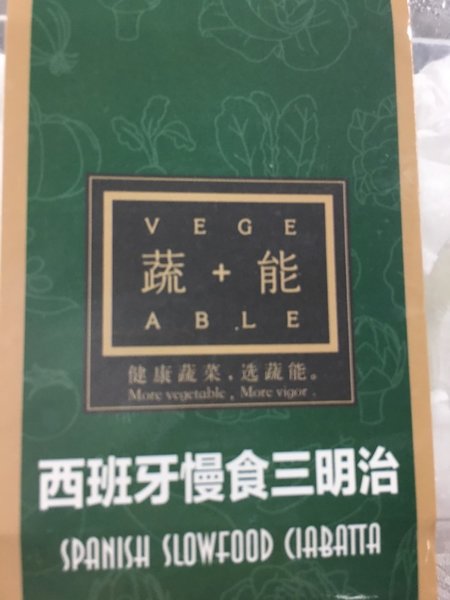 VEGE
蔬+能
ABLE
健康蔬菜,选蔬能。
More vegetable, More vigor.
西班牙慢食三明治
SPANISH SLOWFOOD CIABATTA